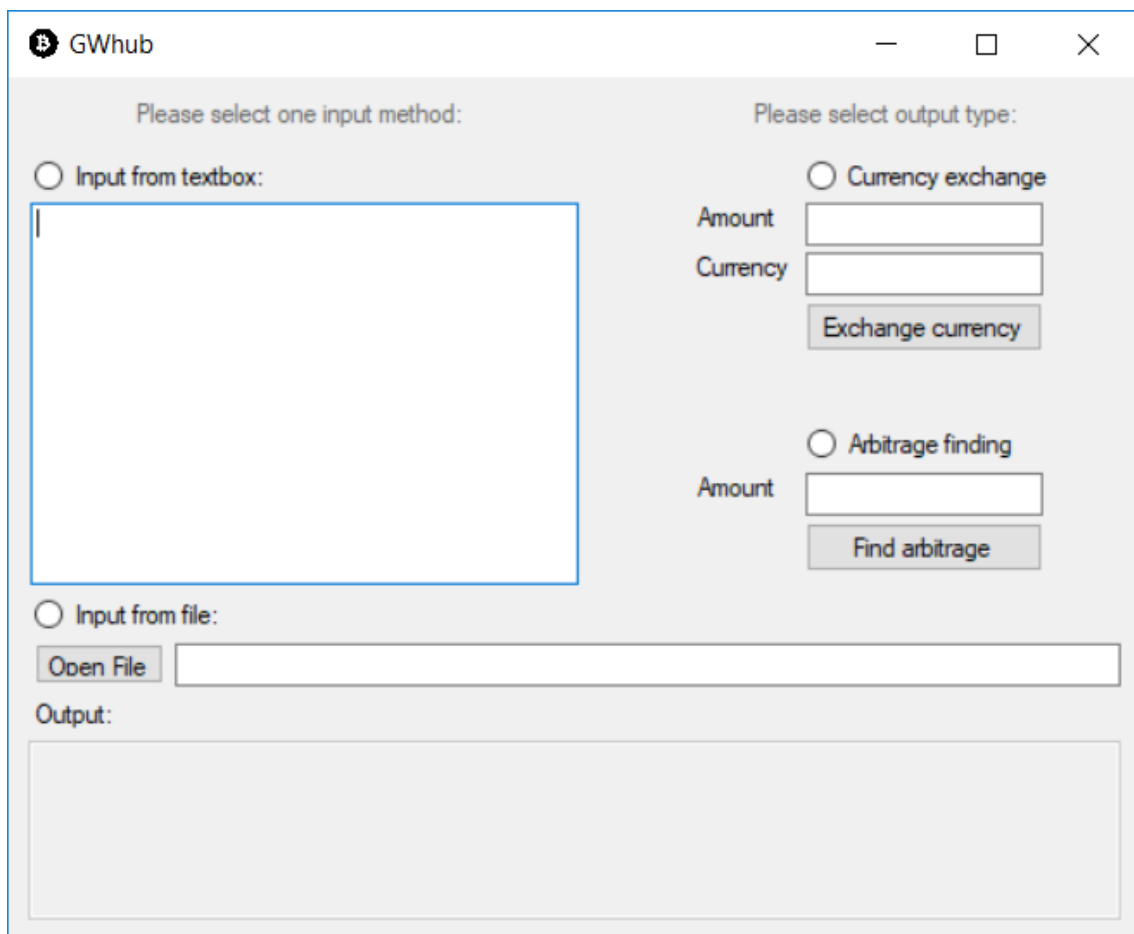 GWhub
Please select one input method:
Input from textbox:
Input from file:
Open File
Please select output type:
Currency exchange
Amount
Currency
Exchange currency
Arbitrage finding
Amount
Find arbitrage
Output: